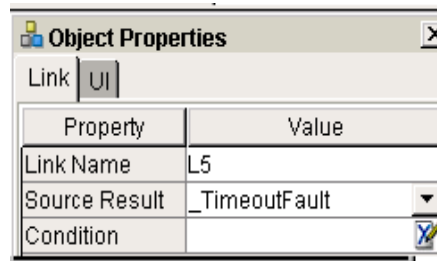 Object Properties
Link UI
Property Value
Link Name L5
Source Result _TimeoutFault
Condition